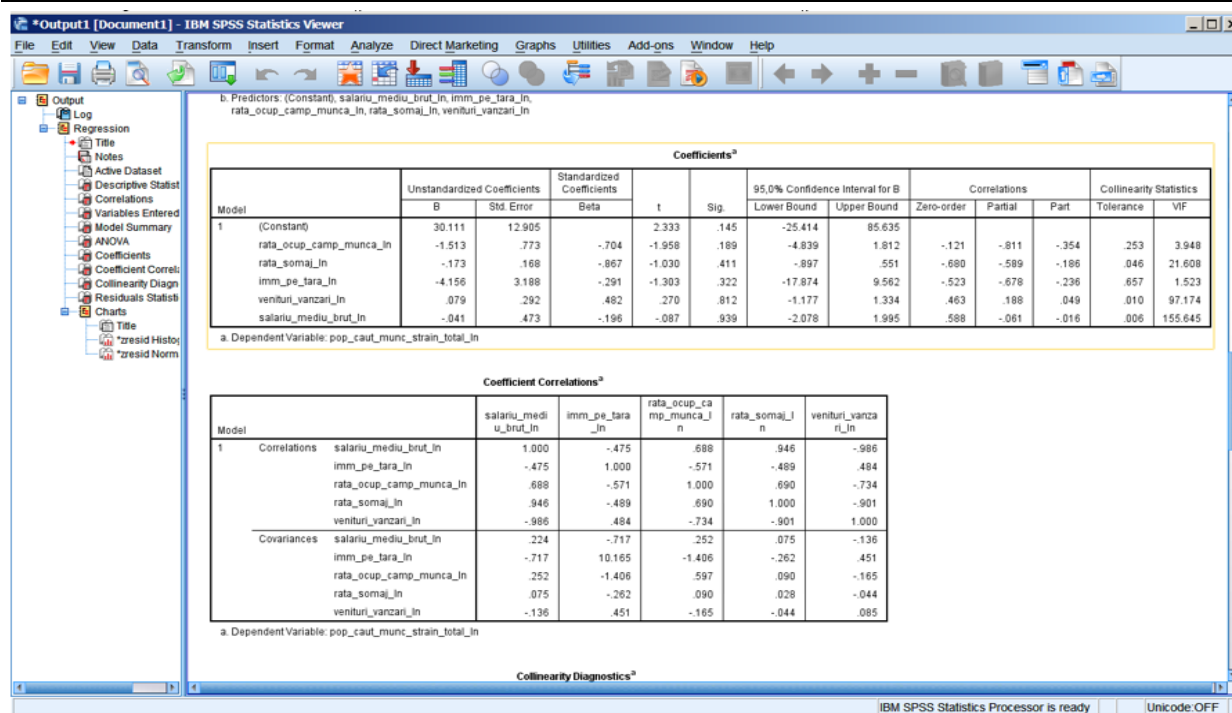 *Output1 [Document1] - IBM SPSS Statistics Viewer
File Edit View Data Transform Insert Format Analyze Direct Marketing Graphs Utilities Add-ons Window Help
Output
Log
Regression
Title
Notes
Active Dataset
Descriptive Statist
Correlations
Variables Entered
Model Summary
ANOVA
Coefficients
Coefficient Correla
Collinearity Diagn
Residuals Statisti
Charts
Title
*zresid Histog
*zresid Norm
b. Predictors: (Constant), salariu_mediu_brut_ln, imm_pe_tara_ln,
rata_ocup_camp_munca_ln, rata_somaj_ln, venituri_vanzari_ln
Coefficients a
Model Unstandardized Coefficients Standardized Coefficients t Sig. 95,0% Confidence Interval for B Correlations Collinearity Statistics
B Std. Error Beta Lower Bound Upper Bound Zero-order Partial Part Tolerance VIF
1 (Constant) 30.111 12.905 2.333 .145 -25.414 85.635
rata_ocup_camp_munca_ln -1.513 .773 -.704 -1.958 .189 -4.839 1.812 -.121 -.811 -.354 .253 3.948
rata_somaj_ln -.173 .168 -.867 -1.030 .411 -.897 .551 -.680 -.589 -.186 .046 21.608
imm_pe_tara_ln -4.156 3.188 -.291 -1.303 .322 -17.874 9.562 -.523 -.678 -.236 .657 1.523
venituri_vanzari_ln .079 .292 .482 .270 .812 -1.177 1.334 .463 .188 .049 .010 97.174
salariu_mediu_brut_ln -.041 .473 -.196 -.087 .939 -2.078 1.995 .588 -.061 -.016 .006 155.645
a. Dependent Variable: pop_caut_munc_strain_total_ln
Coefficient Correlations a
Model salariu_mediu_brut_ln imm_pe_tara_ln rata_ocup_camp_munca_ln rata_somaj_ln venituri_vanzari_ln
1 Correlations salariu_mediu_brut_ln 1.000 -.475 .688 .946 -.986
imm_pe_tara_ln -.475 1.000 -.571 -.489 .484
rata_ocup_camp_munca_ln .688 -.571 1.000 .690 -.734
rata_somaj_ln .946 -.489 .690 1.000 -.901
venituri_vanzari_ln -.986 .484 -.734 -.901 1.000
Covariances salariu_mediu_brut_ln .224 -.717 .252 .075 -.136
imm_pe_tara_ln -.717 10.165 -1.406 -.262 .451
rata_ocup_camp_munca_ln .252 -1.406 .597 .090 -.165
rata_somaj_ln .075 -.262 .090 .028 -.044
venituri_vanzari_ln -.136 .451 -.165 -.044 .085
a. Dependent Variable: pop_caut_munc_strain_total_ln
Collinearity Diagnostics a
IBM SPSS Statistics Processor is ready Unicode:OFF